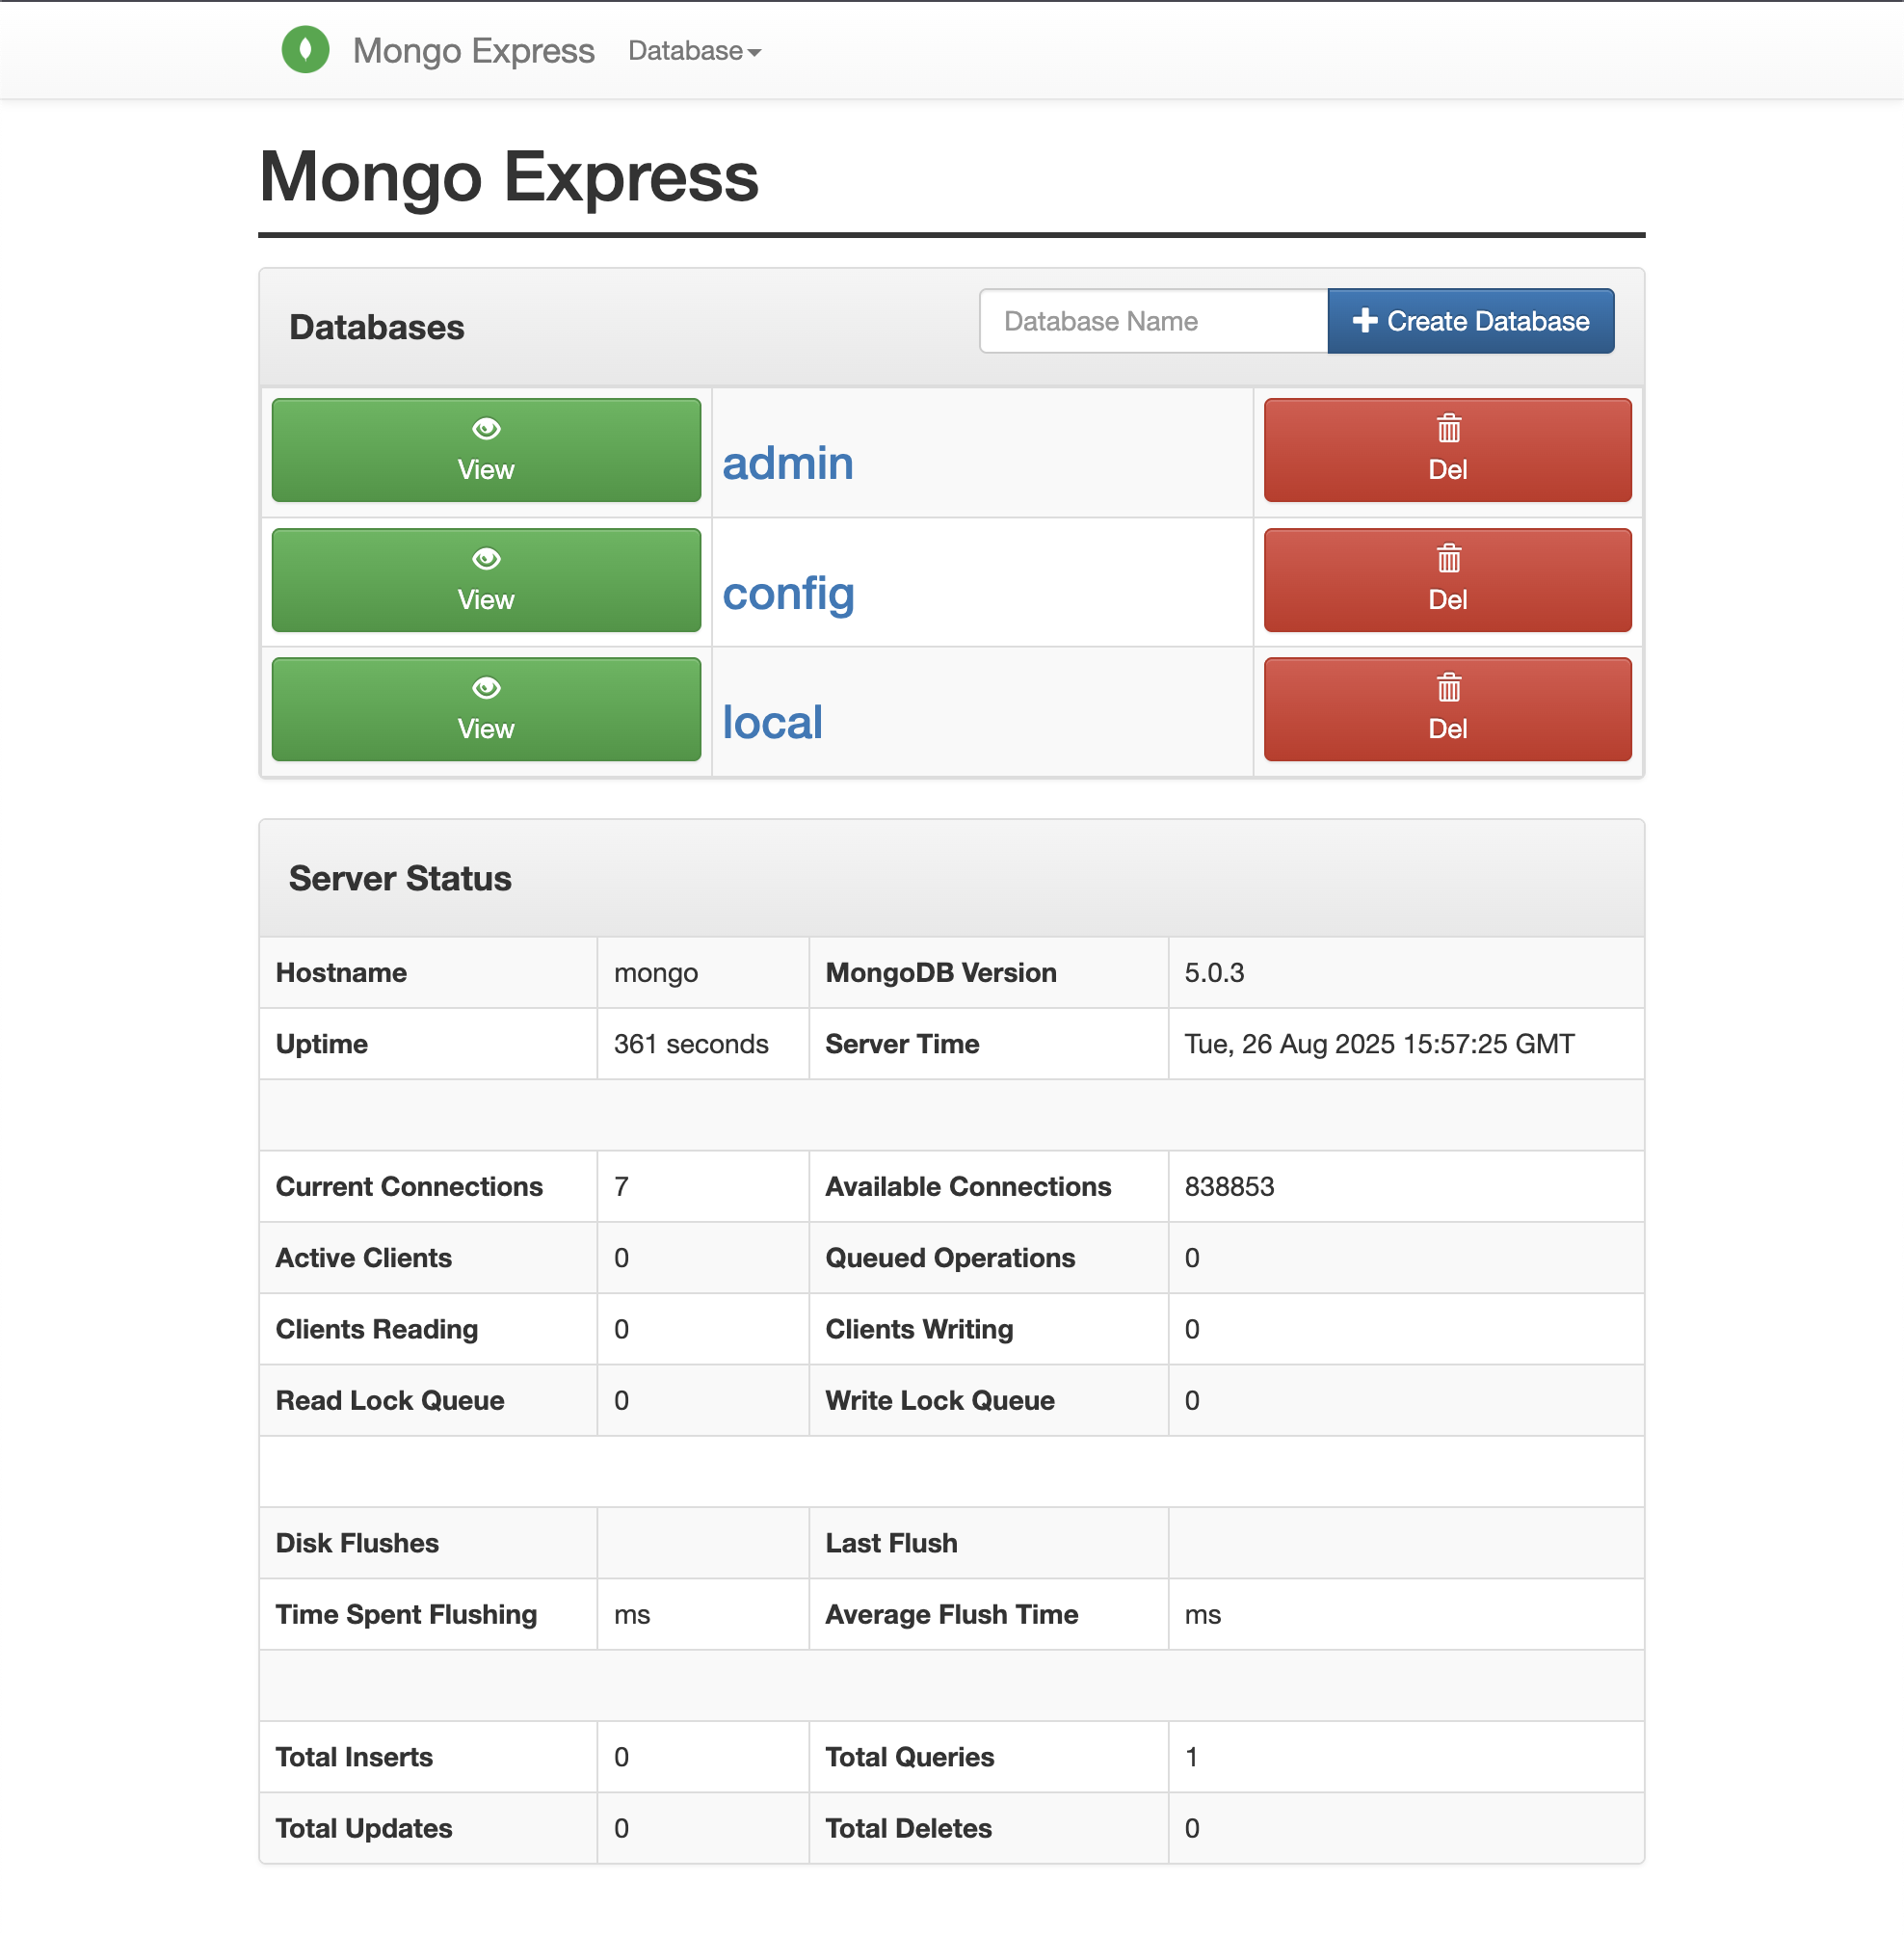 Mongo Express Database
Mongo Express
Databases
Database Name
Create Database
View admin Del
View config Del
View local Del
Server Status
Hostname mongo MongoDB Version 5.0.3
Uptime 361 seconds Server Time Tue, 26 Aug 2025 15:57:25 GMT
Current Connections 7 Available Connections 838853
Active Clients 0 Queued Operations 0
Clients Reading 0 Clients Writing 0
Read Lock Queue 0 Write Lock Queue 0
Disk Flushes Last Flush
Time Spent Flushing ms Average Flush Time ms
Total Inserts 0 Total Queries 1
Total Updates 0 Total Deletes 0